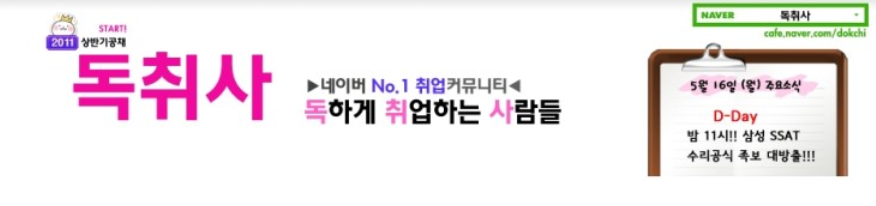 START!
2011 상반기공채
독취사
▶네이버 No.1 취업커뮤니티◀
독하게 취업하는 사람들
NAVER 독취사
cafe.naver.com/dokchi
5월 16일 (월) 주요소식
D-Day
밤 11시!! 삼성 SSAT
수리공식 족보 대방출!!!